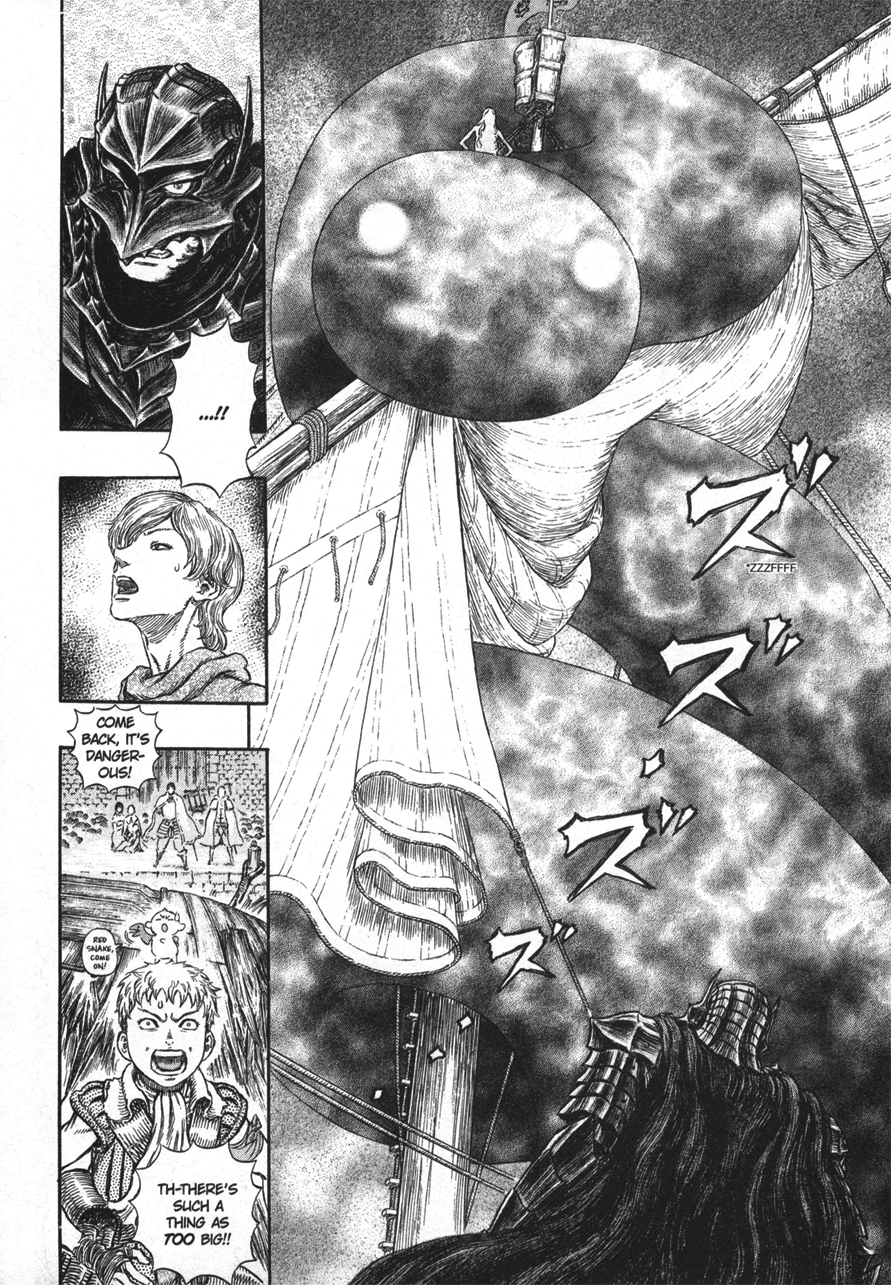 ズ
*ZZZFFFF
ズ
ズ
ズ
...!!
COME
BACK, IT'S
DANGER-
OUS!
RED
SNAKE,
COME
ON!
TH-THERE'S
SUCH A
THING AS
TOO BIG!!